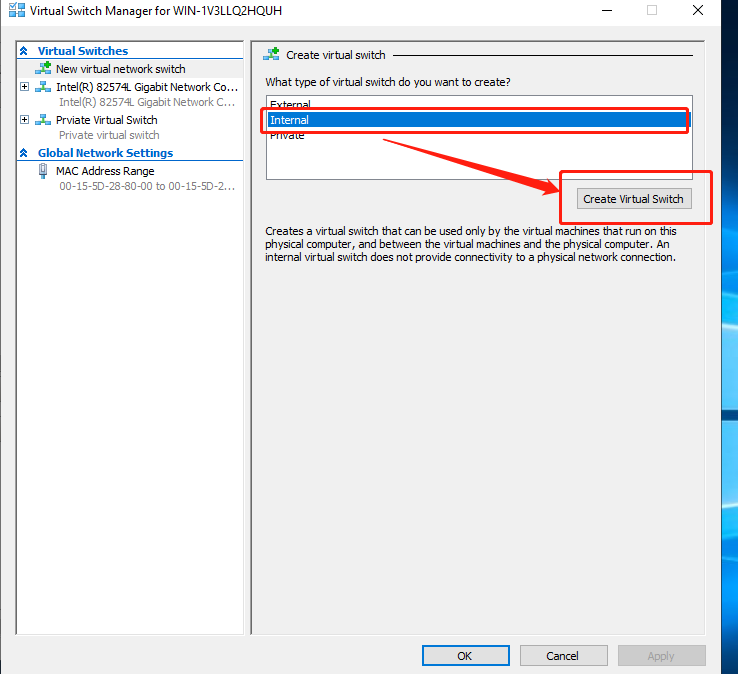 Virtual Switch Manager for WIN-1V3LLQ2HQUH
Virtual Switches
New virtual network switch
Intel(R) 82574L Gigabit Network Co...
Intel(R) 82574L Gigabit Network C...
Prviate Virtual Switch
Private virtual switch
Global Network Settings
MAC Address Range
00-15-5D-28-80-00 to 00-15-5D-2...
Create virtual switch
What type of virtual switch do you want to create?
External
Internal
Private
Create Virtual Switch
Creates a virtual switch that can be used only by the virtual machines that run on this
physical computer, and between the virtual machines and the physical computer. An
internal virtual switch does not provide connectivity to a physical network connection.
OK
Cancel
Apply